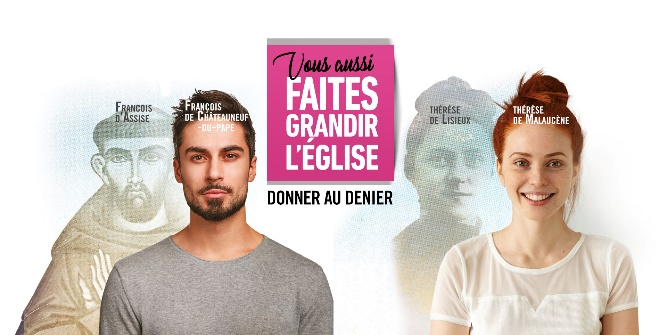 FRANÇOIS
D'ASSISE
FRANÇOIS
DE CHÂTEAUNEUF
-DU-PAPE
Vous aussi
FAITES
GRANDIR
L'ÉGLISE
DONNER AU DENIER
THÉRÈSE
DE LISIEUX
THÉRÈSE
DE MALAUCÈNE